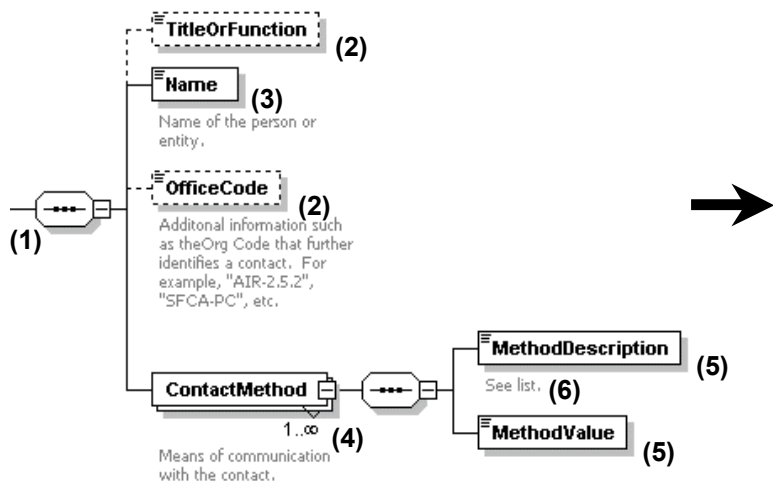 TitleOrFunction
(2)
Name
(3)
Name of the person or
entity.
OfficeCode
(2)
(1)
Additonal information such
as theOrg Code that further
identifies a contact. For
example, "AIR-2.5.2",
"SFCA-PC", etc.
ContactMethod
1..∞
(4)
Means of communication
with the contact.
MethodDescription
(5)
See list.
(6)
MethodValue
(5)